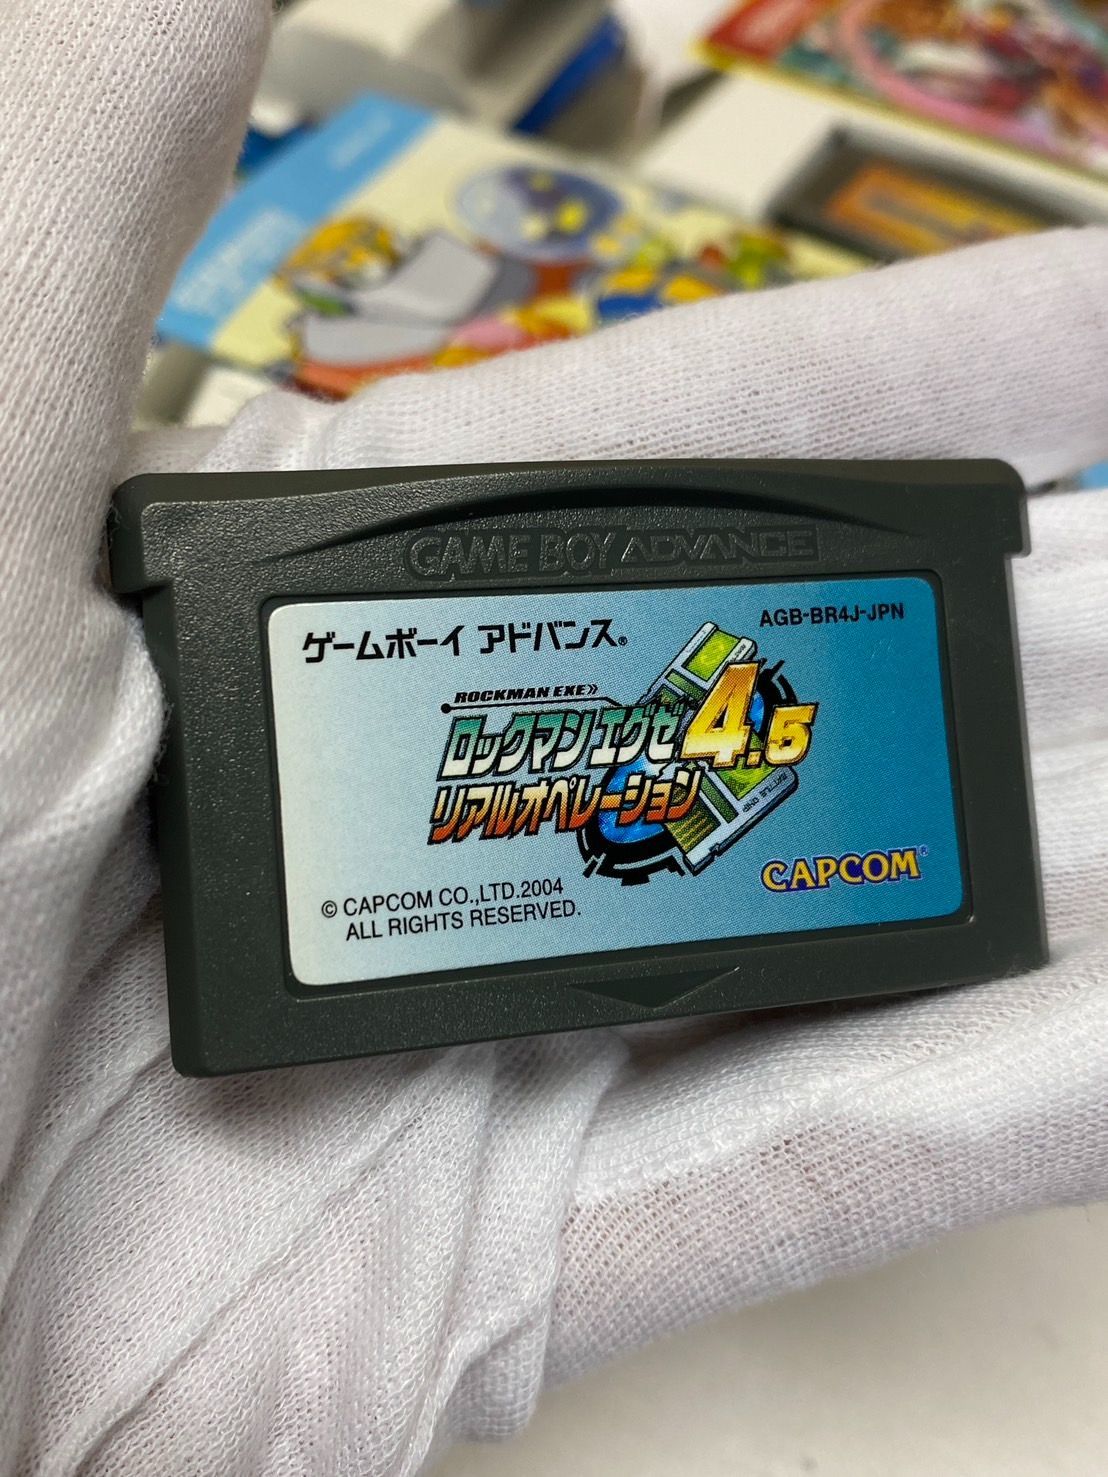 GAME BOY ADVANCE
ゲームボーイ アドバンス®
AGB-BR4J-JPN
ROCKMAN EXE
ロックマンエグゼ4.5
リアルオペレーション
BATTLE CHIP
CAPCOM®
© CAPCOM CO.,LTD.2004
ALL RIGHTS RESERVED.